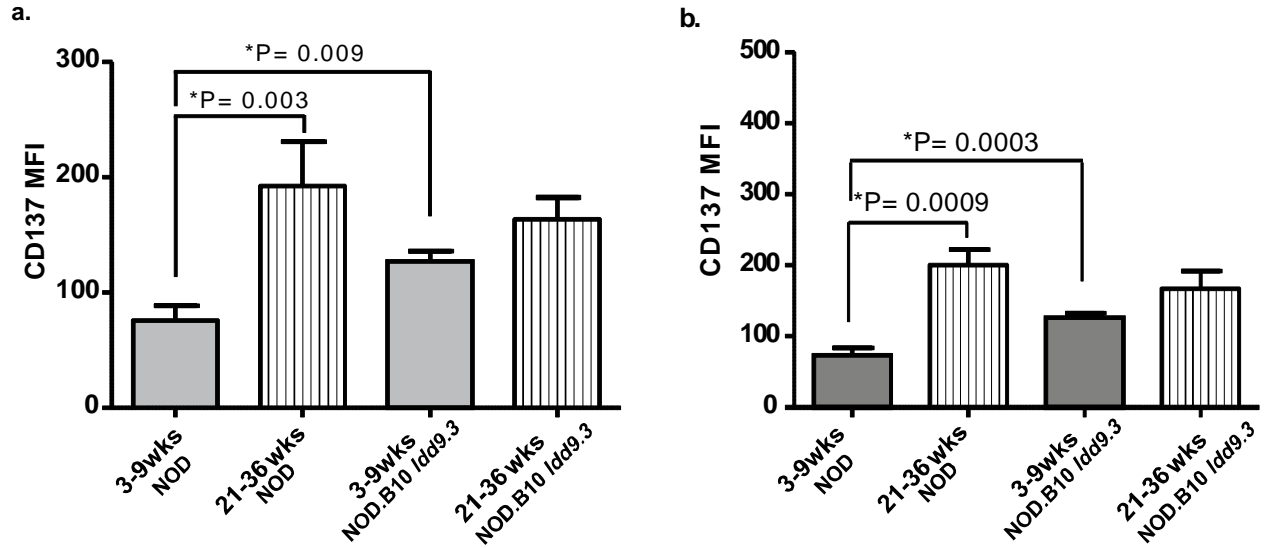 a.
CD137 MFI
300
200
100
0
*P= 0.009
*P= 0.003
3-9wks
NOD
21-36 wks
NOD
3-9wks
NOD.B10 Idd9.3
21-36 wks
NOD.B10 Idd9.3
b.
CD137 MFI
500
400
300
200
100
0
*P= 0.0003
*P= 0.0009
3-9wks
NOD
21-36 wks
NOD
3-9wks
NOD.B10 Idd9.3
21-36 wks
NOD.B10 Idd9.3